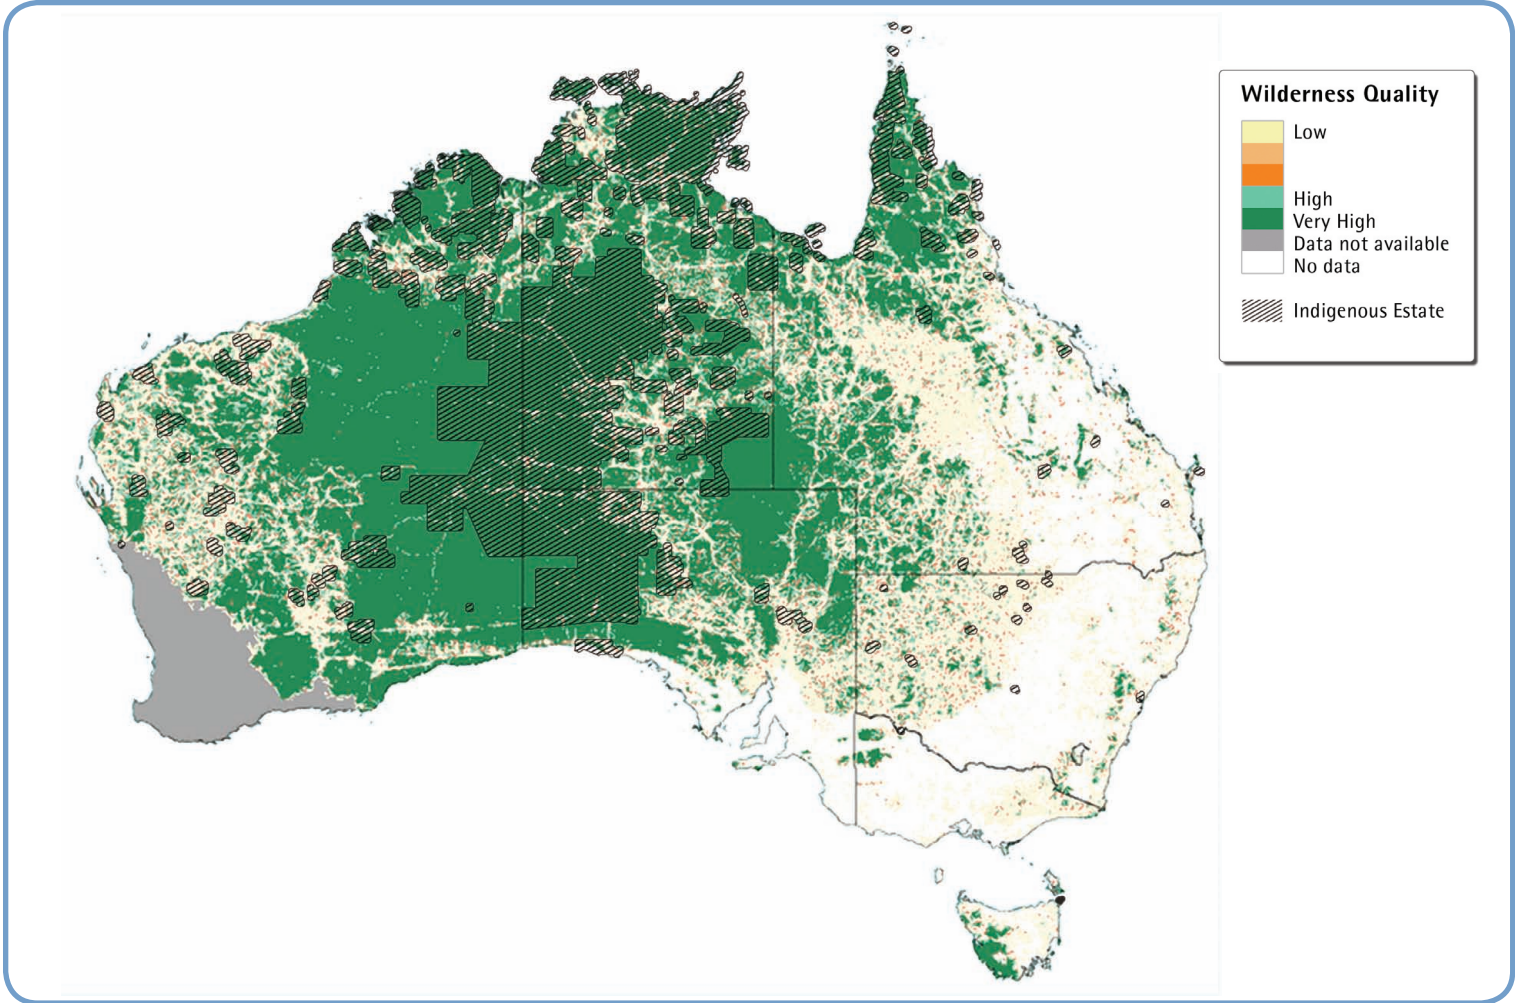 Wilderness Quality
Low
High
Very High
Data not available
No data
Indigenous Estate